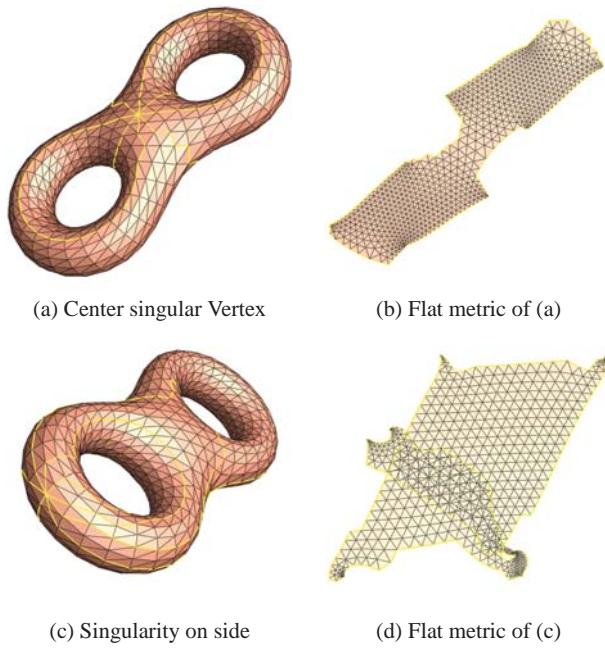 (a) Center singular Vertex
(b) Flat metric of (a)
(c) Singularity on side
(d) Flat metric of (c)